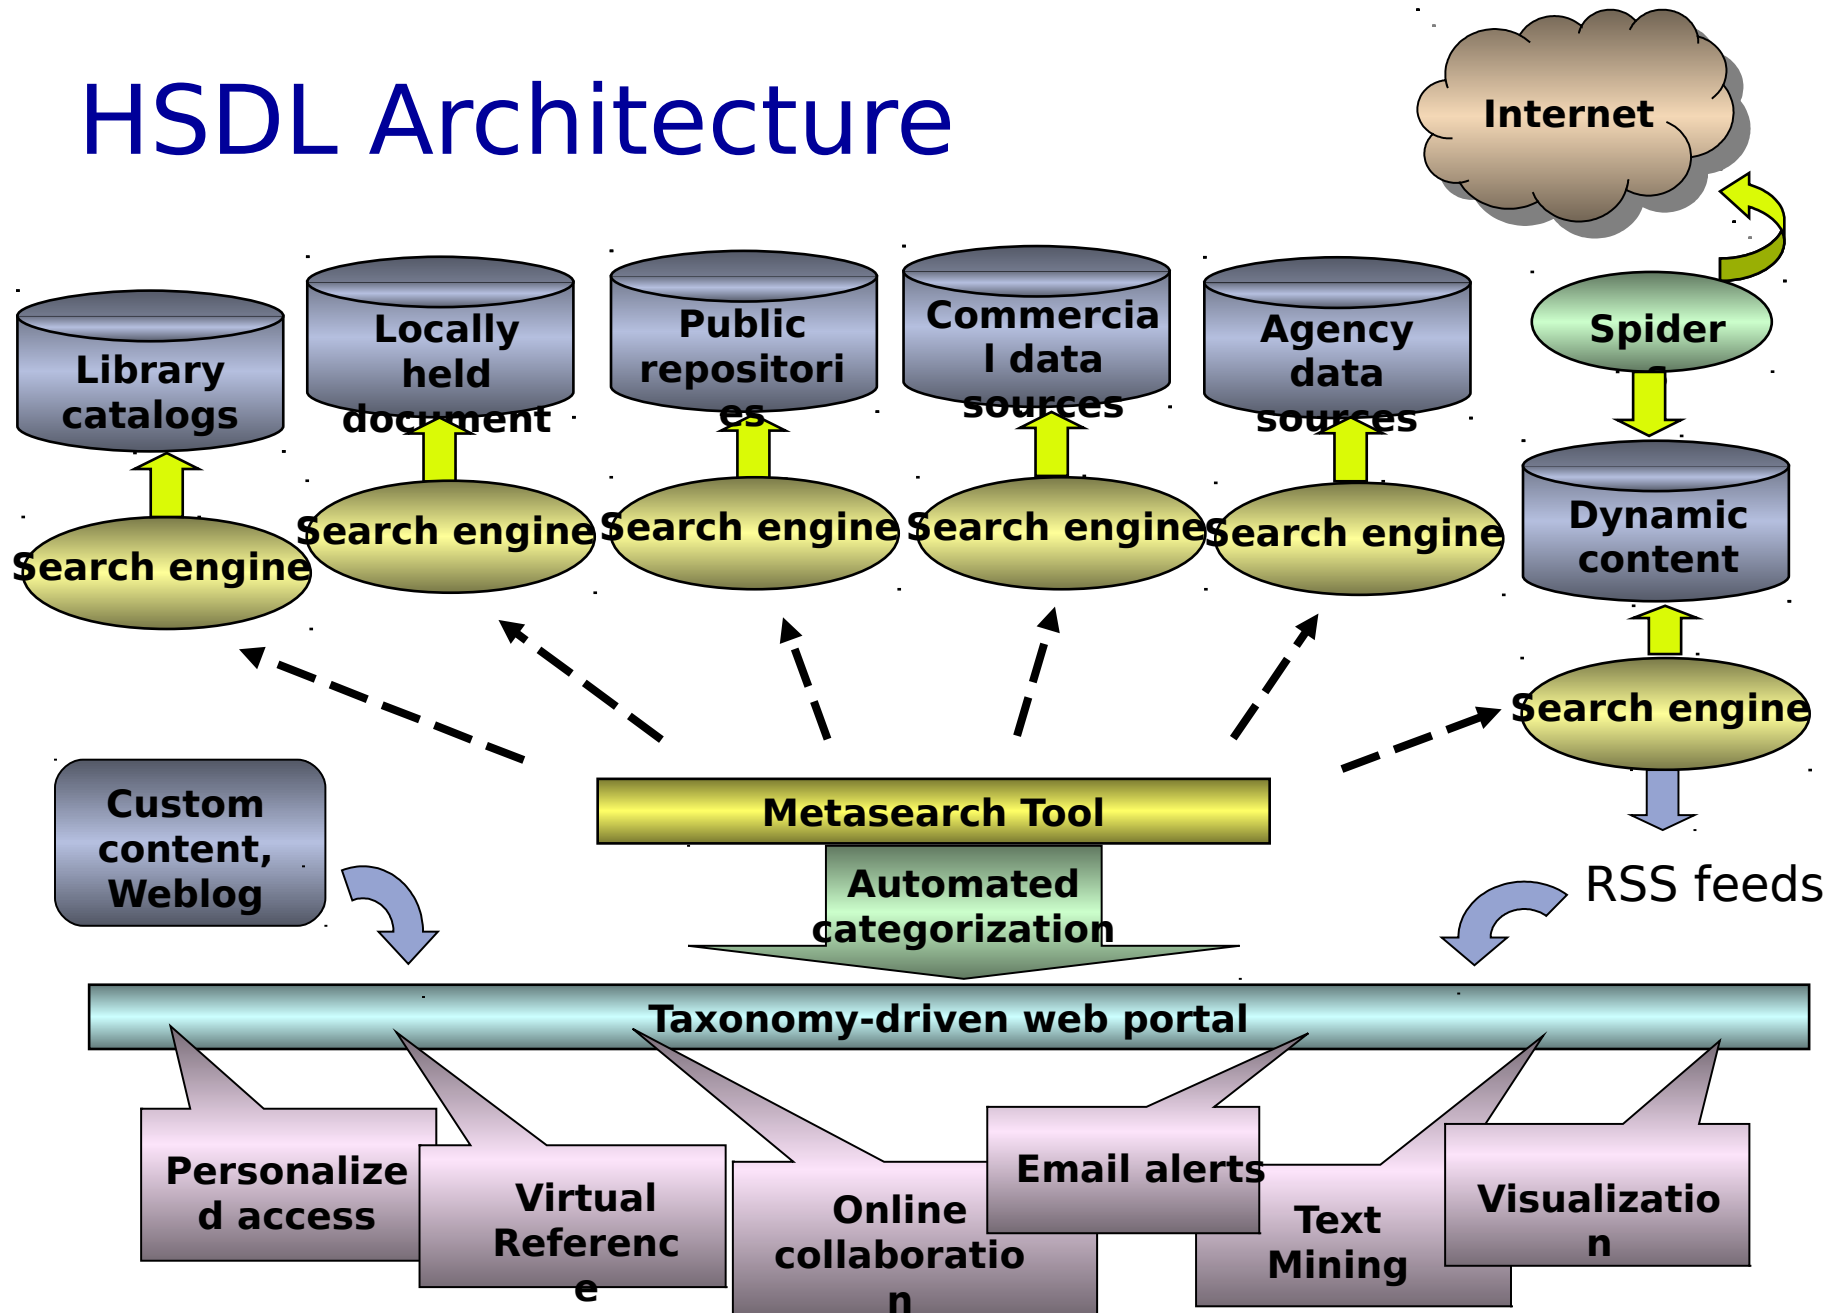 HSDL Architecture
Internet
Library
catalogs
Locally
held
document
Public
repositori
es
Commercia
l data
sources
Agency
data
sources
Spider
s
Search engine
Search engine
Search engine
Search engine
Search engine
Dynamic
content
Search engine
Custom
content,
Weblog
Metasearch Tool
Automated
categorization
RSS feeds
Taxonomy-driven web portal
Personalize
d access
Virtual
Referenc
e
Online
collaboratio
n
Email alerts
Text
Mining
Visualizatio
n